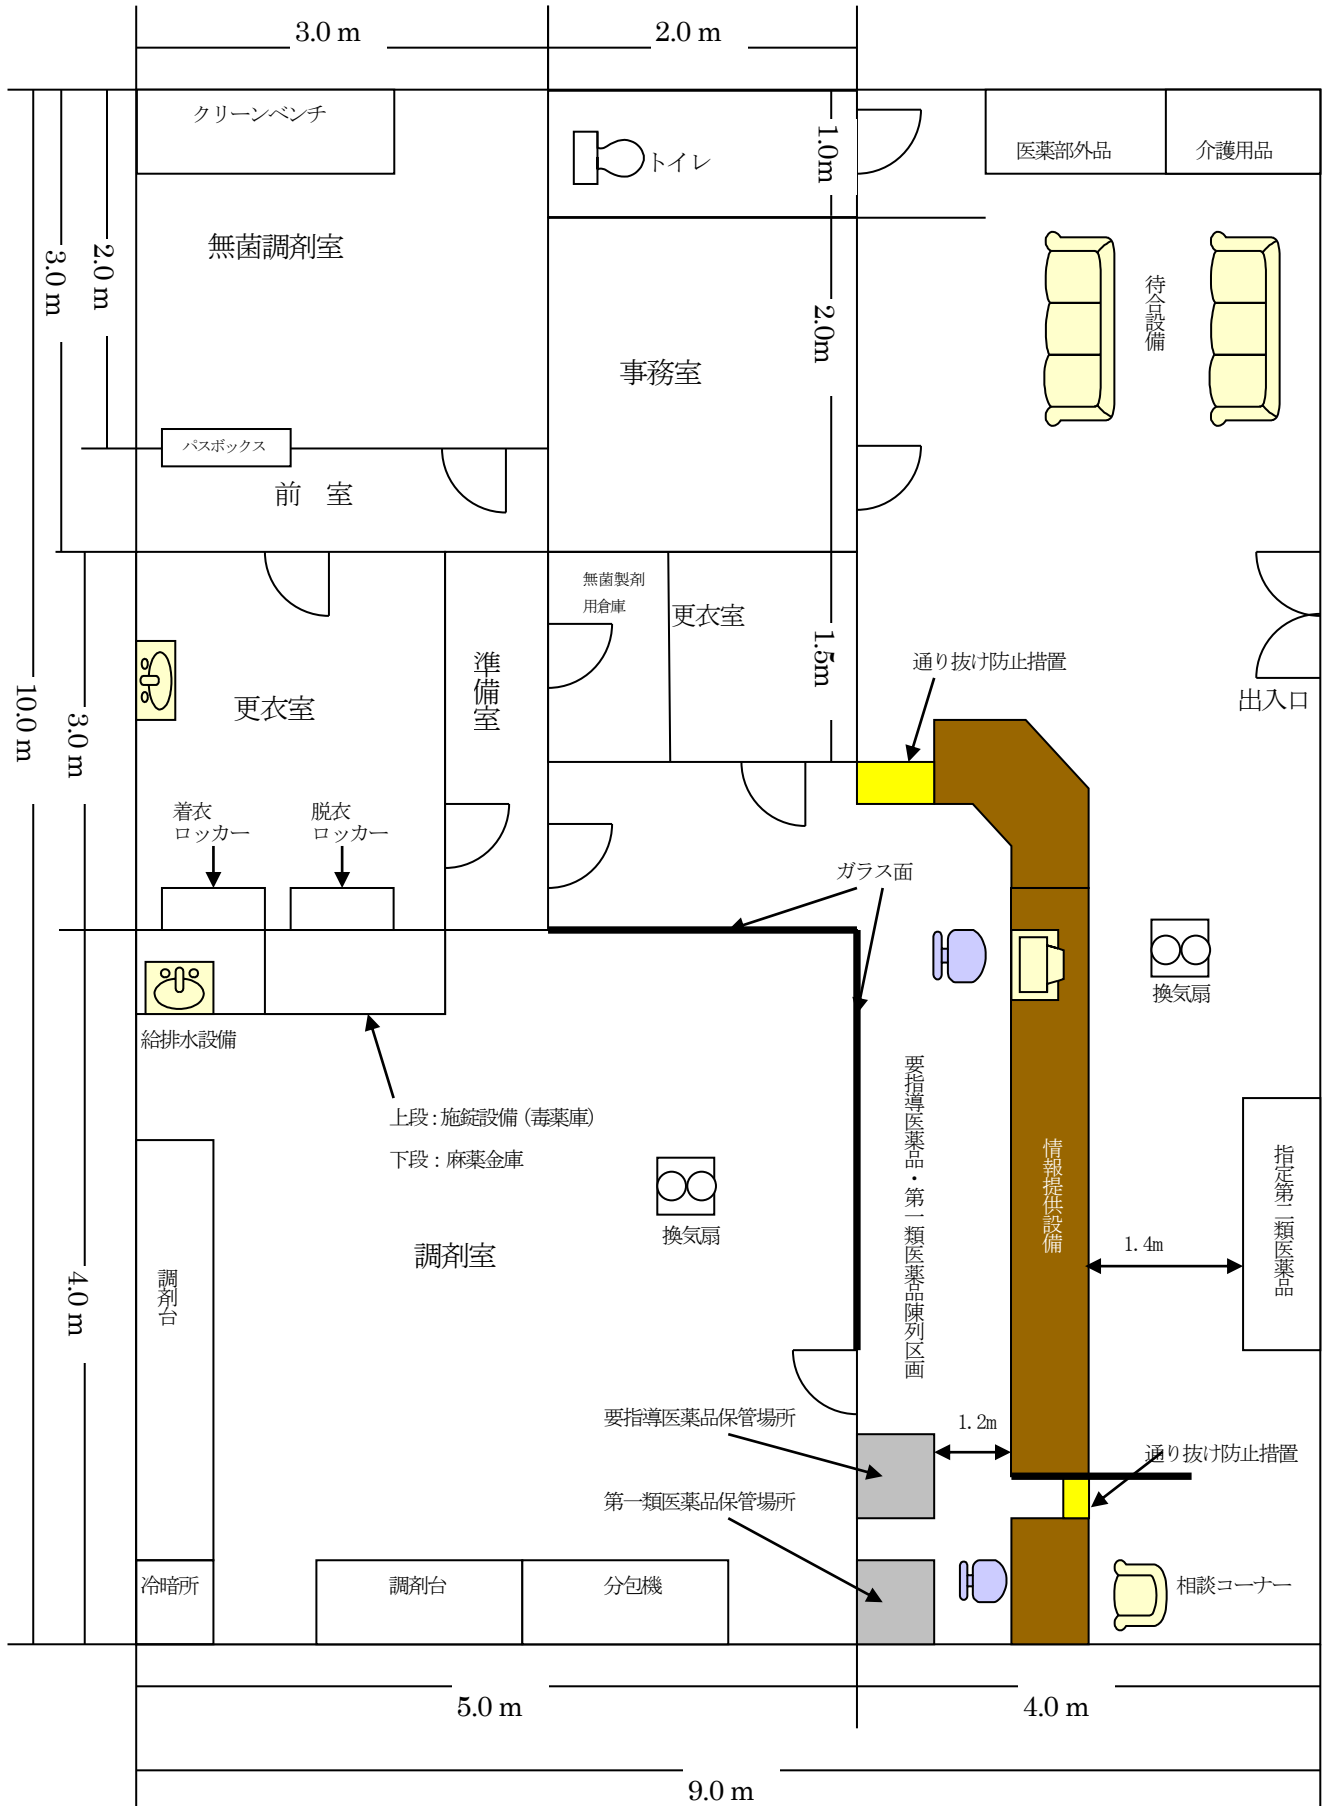 3.0 m
2.0 m
クリーンベンチ
トイレ
1.0m
医薬部外品
介護用品
無菌調剤室
3.0 m
2.0 m
待合設備
2.0m
事務室
パスボックス
前　室
無菌製剤
用倉庫
更衣室
1.5m
準備室
通り抜け防止措置
更衣室
出入口
10.0 m
3.0 m
着衣
ロッカー
脱衣
ロッカー
ガラス面
換気扇
給排水設備
上段：施錠設備（毒薬庫）
下段：麻薬金庫
要指導医薬品・第一類医薬品陳列区画
情報提供設備
指定第二類医薬品
換気扇
調剤室
1.4m
調剤台
4.0 m
要指導医薬品保管場所
1.2m
通り抜け防止措置
第一類医薬品保管場所
冷暗所
調剤台
分包機
相談コーナー
5.0 m
4.0 m
9.0 m